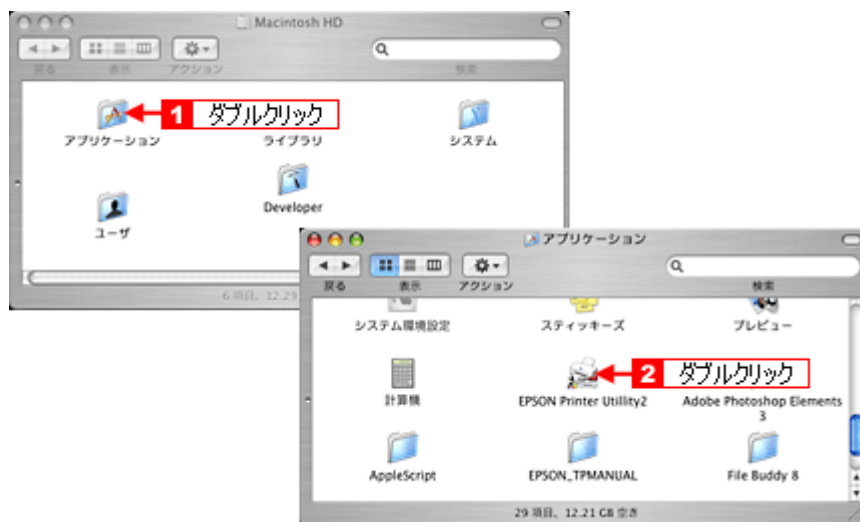 Macintosh HD
戻る 表示 アクション 検索
1 ダブルクリック
アプリケーション ライブラリ システム
ユーザ Developer
6 項目、12.29
アプリケーション
戻る 表示 アクション 検索
システム環境設定 スティッキーズ プレビュー
2 ダブルクリック
計算機 EPSON Printer Utillity2 Adobe Photoshop Elements
3
AppleScript EPSON_TPMANUAL File Buddy 8
29 項目、12.21 GB 空き